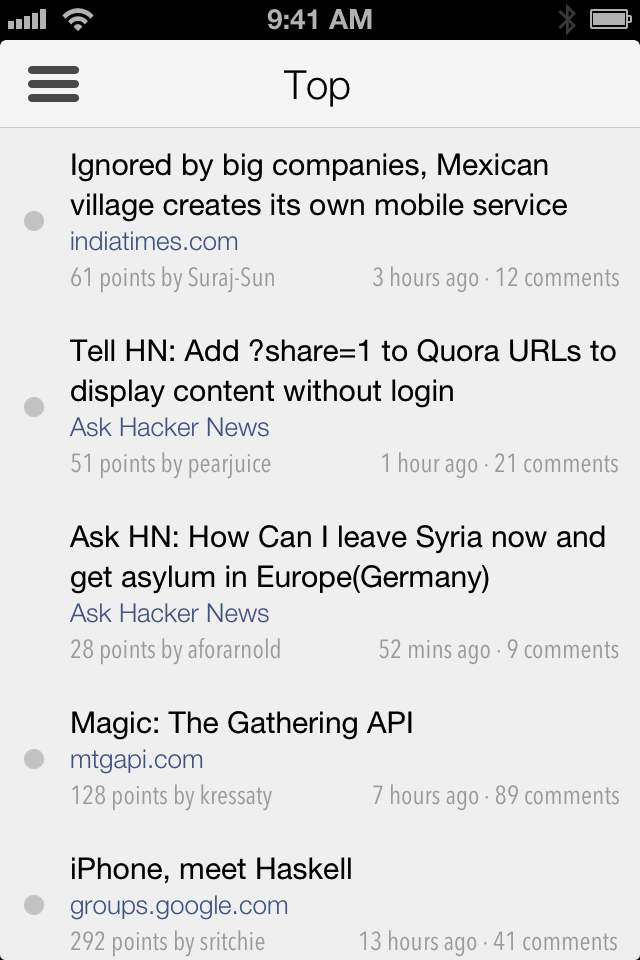 9:41 AM
Top
Ignored by big companies, Mexican
village creates its own mobile service
indiatimes.com
61 points by Suraj-Sun 3 hours ago · 12 comments
Tell HN: Add ?share=1 to Quora URLs to
display content without login
Ask Hacker News
51 points by pearjuice 1 hour ago · 21 comments
Ask HN: How Can I leave Syria now and
get asylum in Europe(Germany)
Ask Hacker News
28 points by aforarnold 52 mins ago · 9 comments
Magic: The Gathering API
mtgapi.com
128 points by kressaty 7 hours ago · 89 comments
iPhone, meet Haskell
groups.google.com
292 points by sritchie 13 hours ago · 41 comments